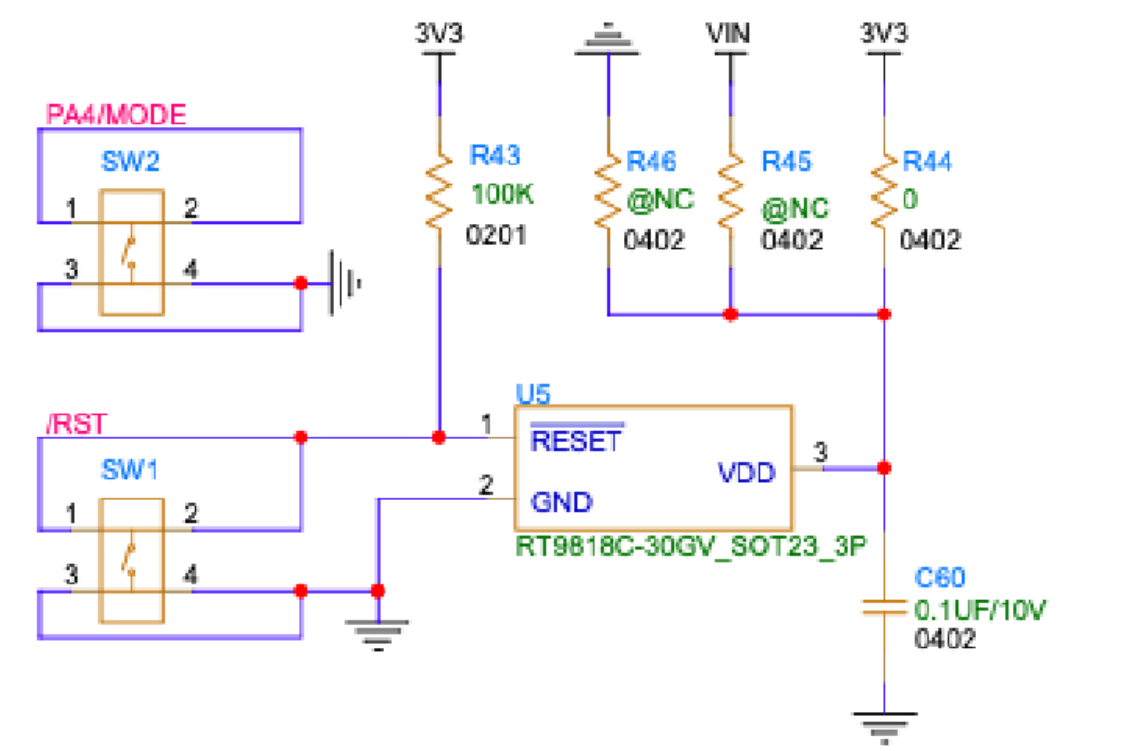 3V3
VIN
3V3
PA4/MODE
SW2
1
2
3
4
R43
100K
0201
R46
@NC
0402
R45
@NC
0402
R44
0
0402
/RST
SW1
1
2
3
4
U5
1
RESET
2
GND
VDD
3
RT9818C-30GV_SOT23_3P
C60
0.1UF/10V
0402